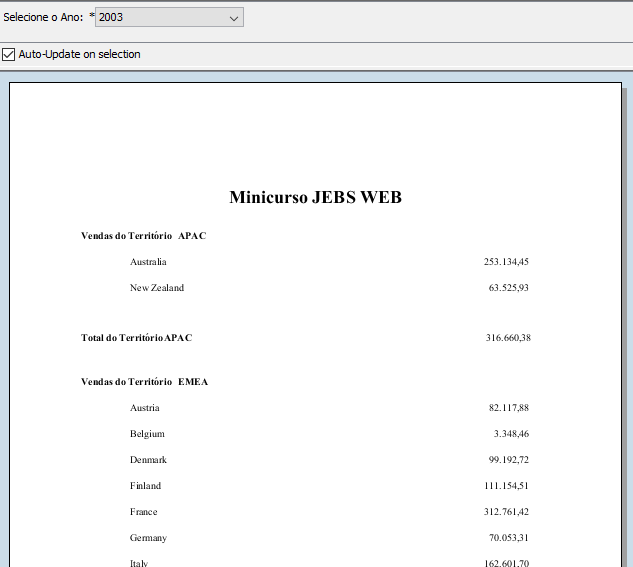 Selecione o Ano: * 2003
Auto-Update on selection
Minicurso JEBS WEB
Vendas do Território APAC
Australia 253.134,45
New Zealand 63.525,93
Total do Território APAC 316.660,38
Vendas do Território EMEA
Austria 82.117,88
Belgium 3.348,46
Denmark 99.192,72
Finland 111.154,51
France 312.761,42
Germany 70.053,31
Italy 162.601,70